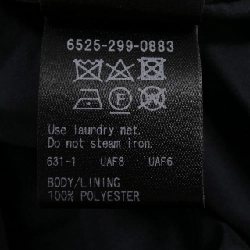 6525-299-0883
Use laundry net.
Do not steam iron.
631-1 UAF8 UAF6
BODY/LINING
100% POLYESTER